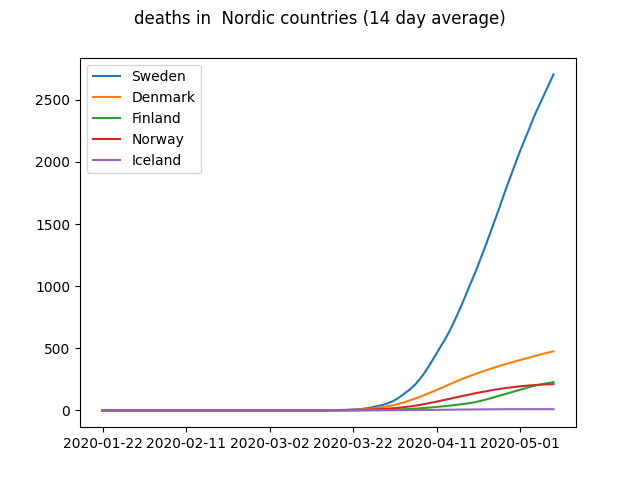 deaths in  Nordic countries (14 day average)
Sweden
Denmark
Finland
Norway
Iceland
2500
2000
1500
1000
500
0
2020-01-22 2020-02-11 2020-03-02 2020-03-22 2020-04-11 2020-05-01